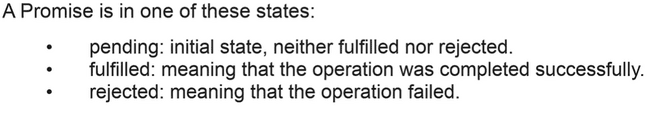 A Promise is in one of these states:
• pending: initial state, neither fulfilled nor rejected.
• fulfilled: meaning that the operation was completed successfully.
• rejected: meaning that the operation failed.